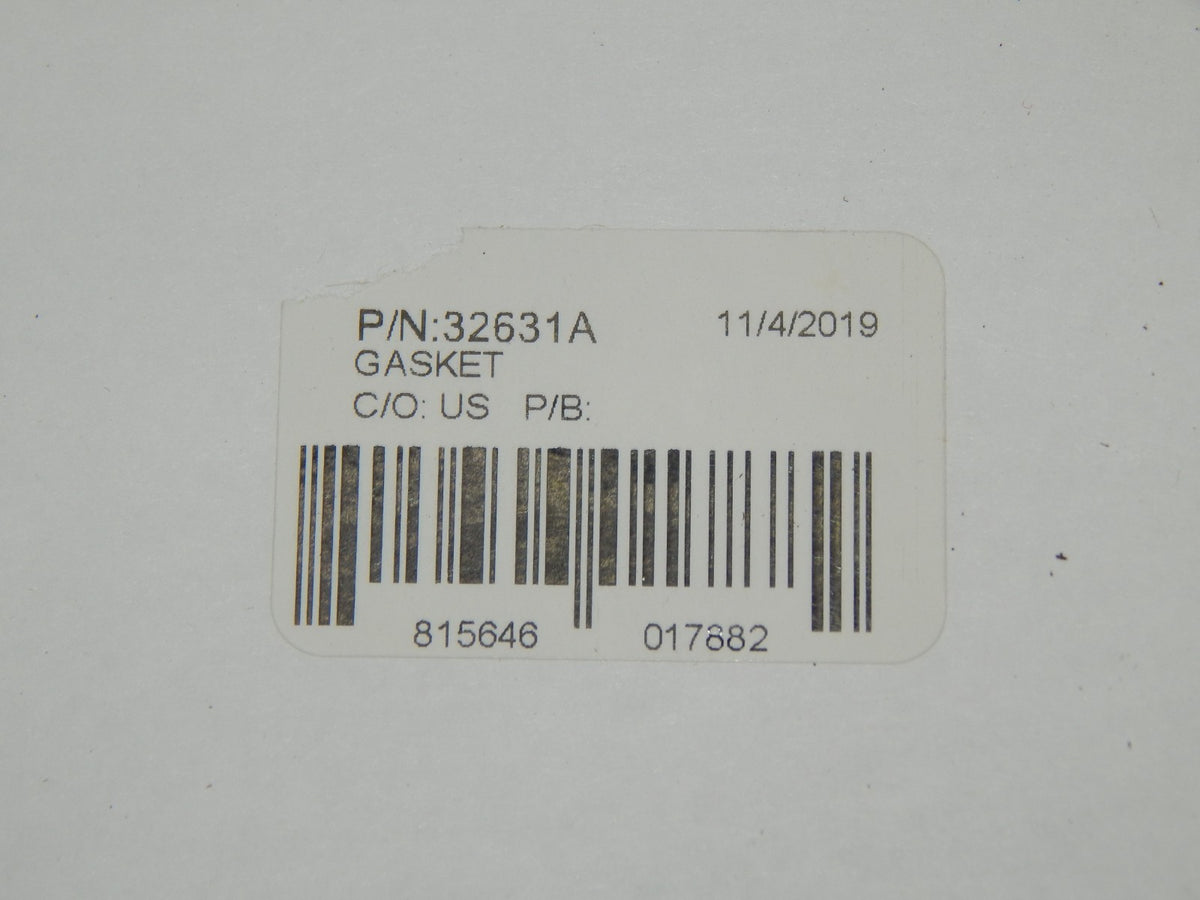 P/N:32631A 11/4/2019
GASKET
C/O: US P/B:
815646 017882